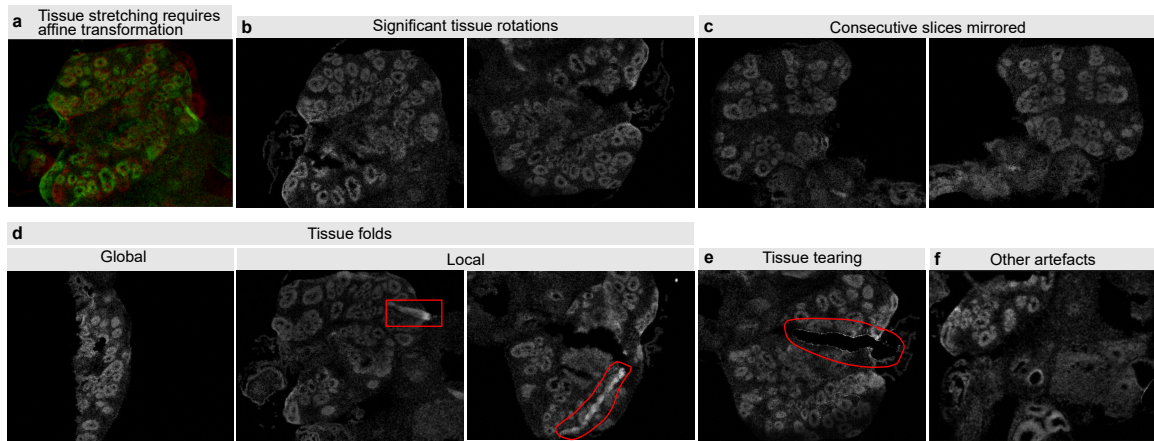 a Tissue stretching requires
affine transformation
b Significant tissue rotations
c Consecutive slices mirrored
d Tissue folds
Global
Local
e Tissue tearing
f Other artefacts